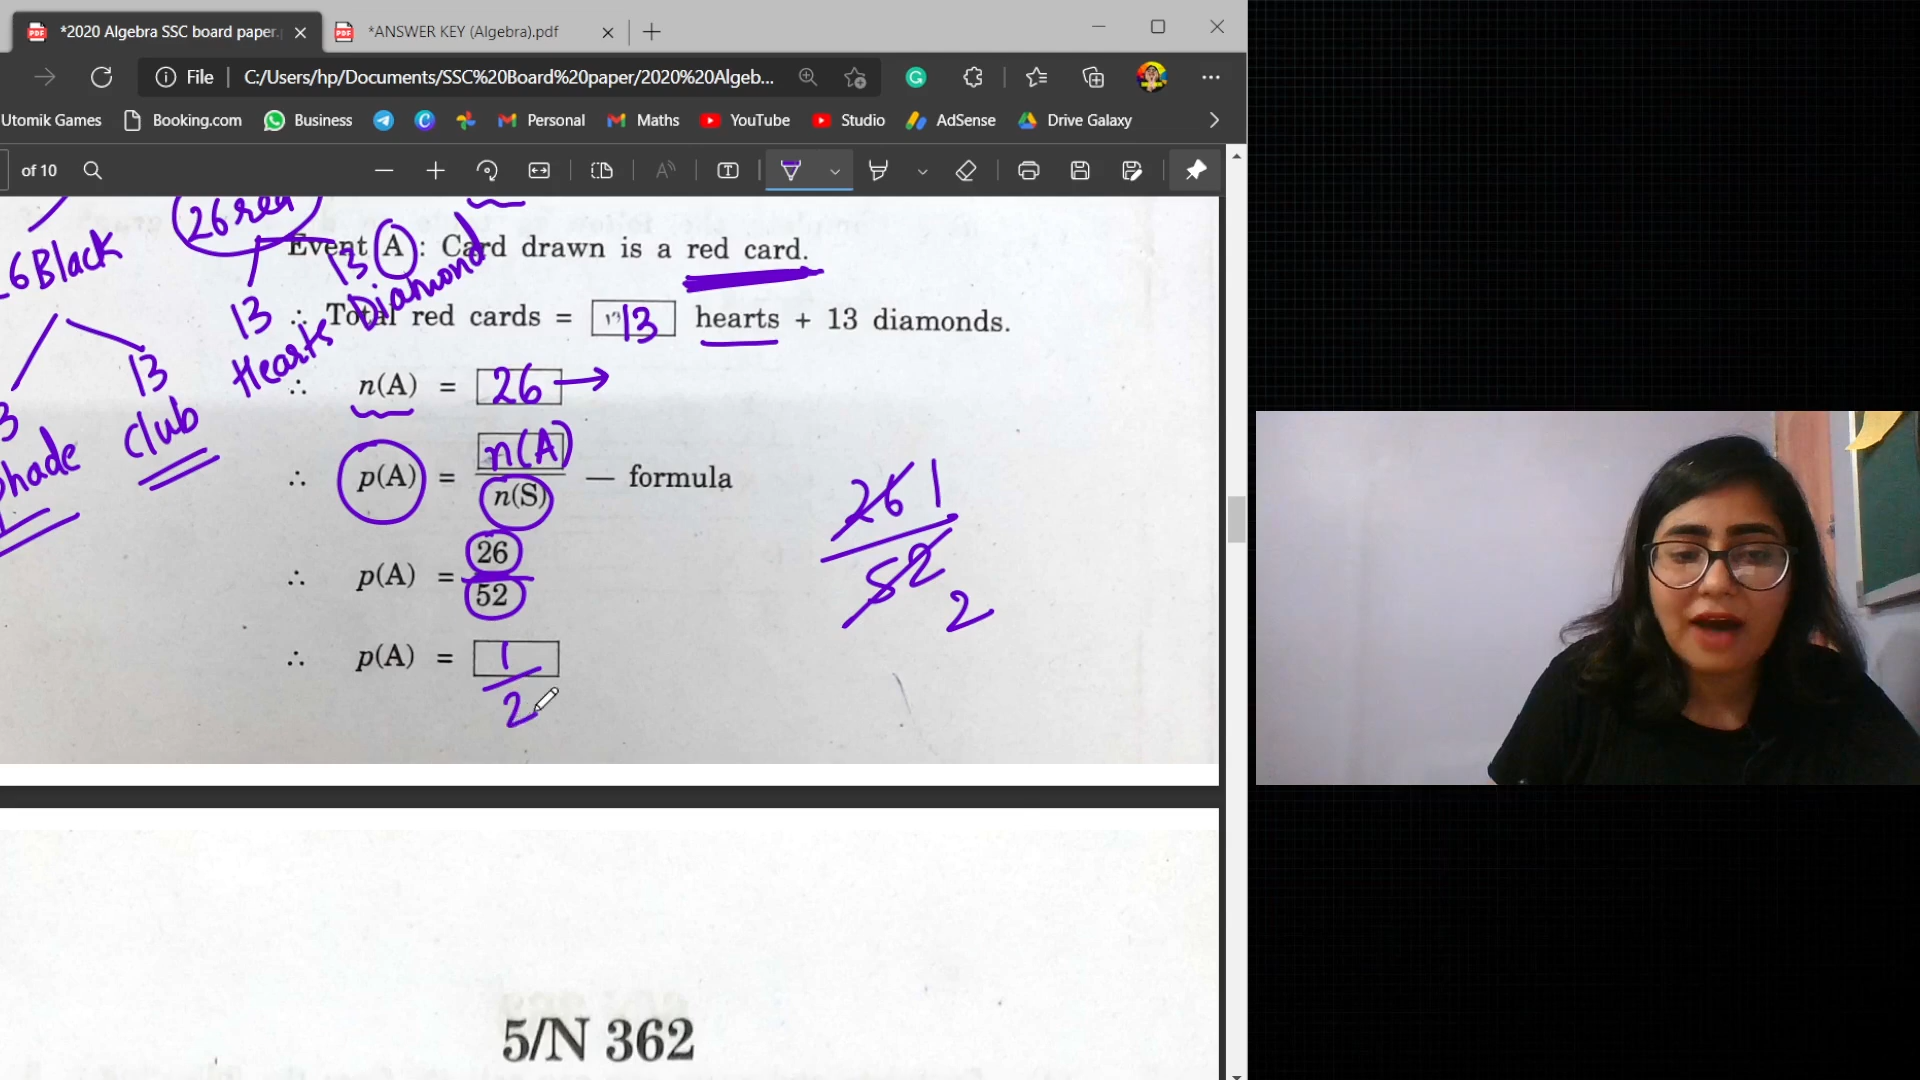 *2020 Algebra SSC board paper.
*ANSWER KEY (Algebra).pdf
File C:/Users/hp/Documents/SSC%20Board%20paper/2020%20Algeb...
Utomik Games Booking.com Business Personal Maths YouTube Studio AdSense Drive Galaxy
of 10
26 red
6 Black
Event A : Card drawn is a red card.
13 Diamond
13 Hearts
∴ Total red cards = 13 hearts + 13 diamonds.
13 Club
∴ n(A) = 26 →
∴ p(A) = n(A) / n(S) — formula
26 1
52 2
∴ p(A) = 26 / 52
∴ p(A) = 1 / 2
5/N 362